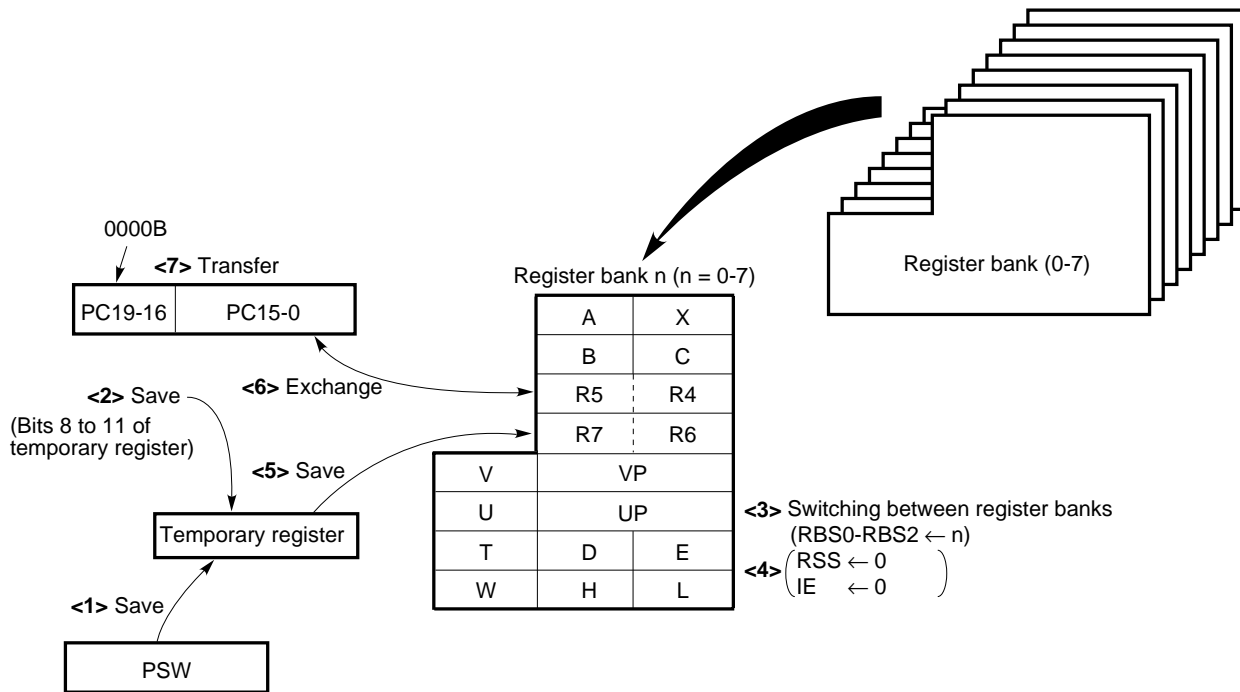 Register bank (0-7)
0000B
<7> Transfer
PC19-16 PC15-0
<6> Exchange
<2> Save
(Bits 8 to 11 of
temporary register)
<5> Save
Temporary register
<1> Save
PSW
Register bank n (n = 0-7)
A X
B C
R5 R4
R7 R6
V VP
U UP
T D E
W H L
<3> Switching between register banks
(RBS0-RBS2 ← n)
<4> (RSS ← 0
IE ← 0)